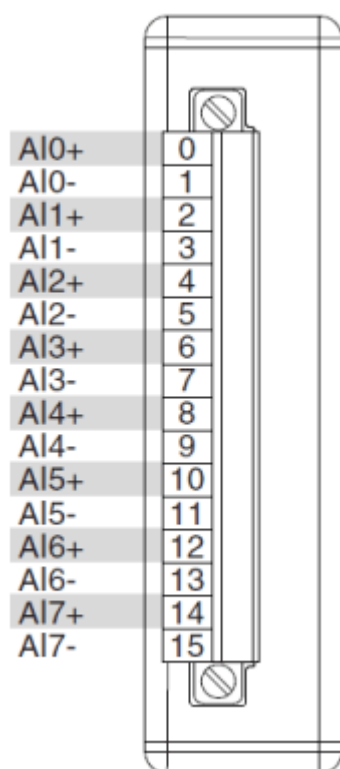 AI0+ 0
AI0- 1
AI1+ 2
AI1- 3
AI2+ 4
AI2- 5
AI3+ 6
AI3- 7
AI4+ 8
AI4- 9
AI5+ 10
AI5- 11
AI6+ 12
AI6- 13
AI7+ 14
AI7- 15